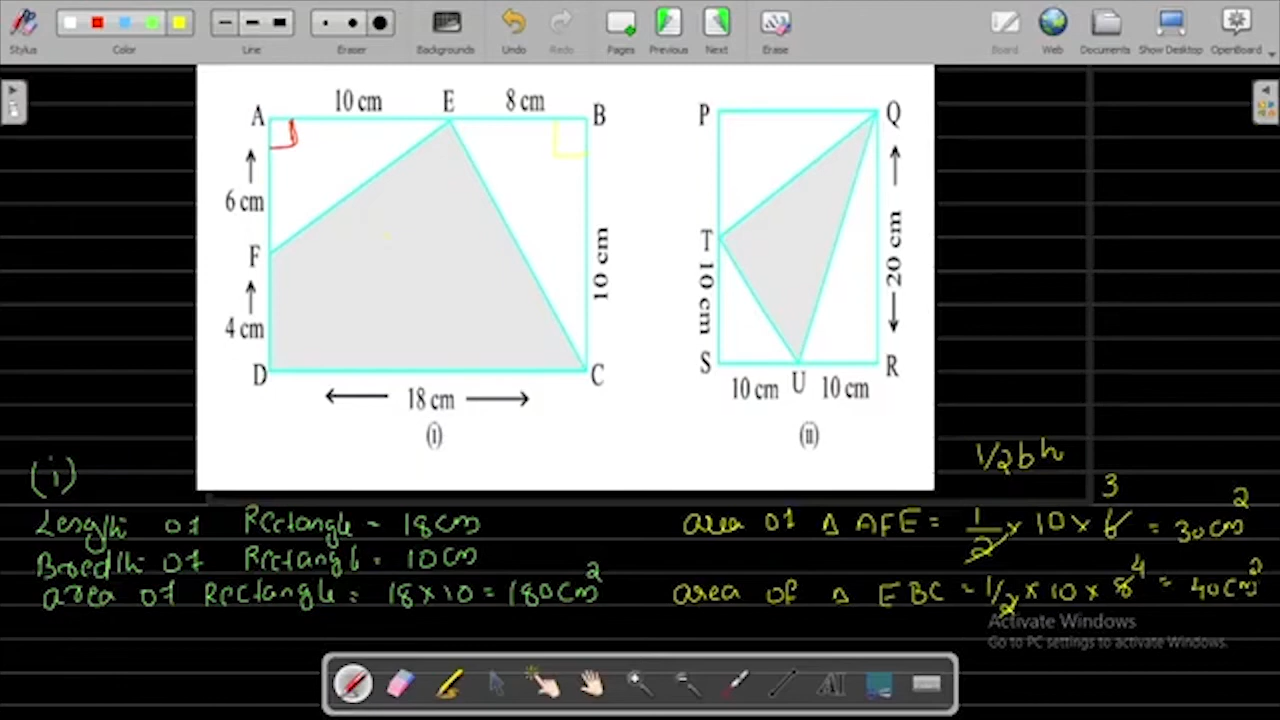 Stylus Color Line Eraser Backgrounds Undo Redo Pages Previous Next Erase Board Web Documents Show Desktop OpenBoard
A 10 cm E 8 cm B
6 cm
F
4 cm
10 cm
D C
18 cm
(i)
P Q
T
10 cm
20 cm
S U R
10 cm 10 cm
(ii)
(i)
Length of Rectangle = 18cm
Breadth of Rectangle = 10cm
area of Rectangle = 18 x 10 = 180cm²
1/2bh
3
area of Δ AFE = 1/2 x 10 x 6 = 30cm²
area of Δ EBC = 1/2 x 10 x 8 4 = 40cm²
Activate Windows
Go to PC settings to activate Windows.
AI